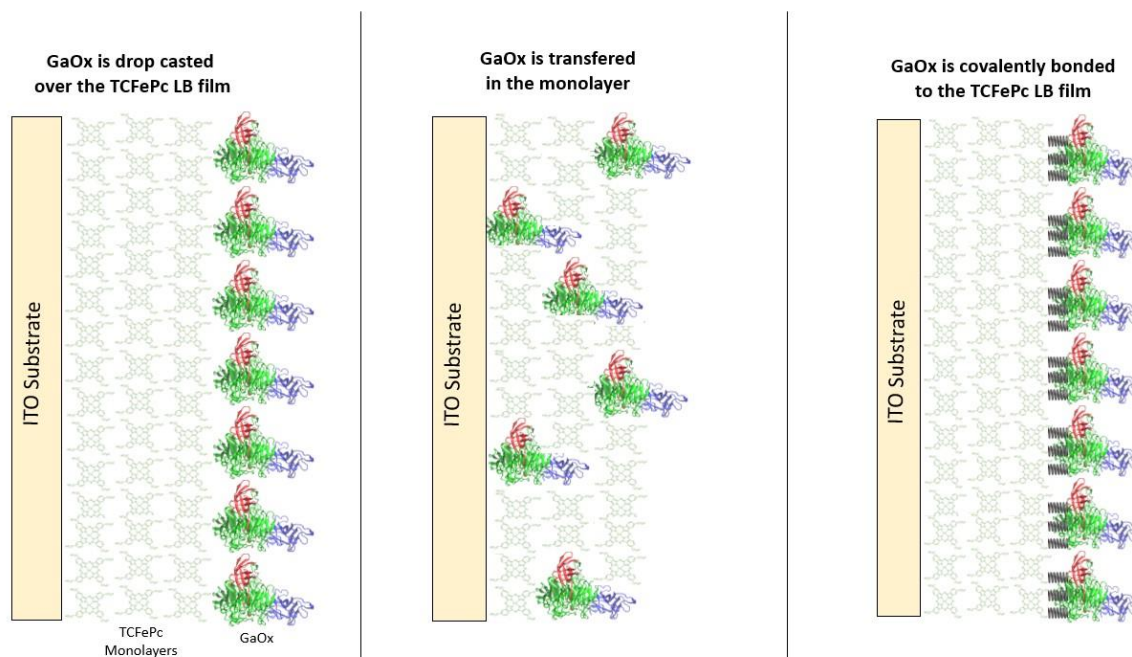 GaOx is drop casted
over the TCFePc LB film
ITO Substrate
TCFePc
Monolayers
GaOx
GaOx is transfered
in the monolayer
ITO Substrate
GaOx is covalently bonded
to the TCFePc LB film
ITO Substrate